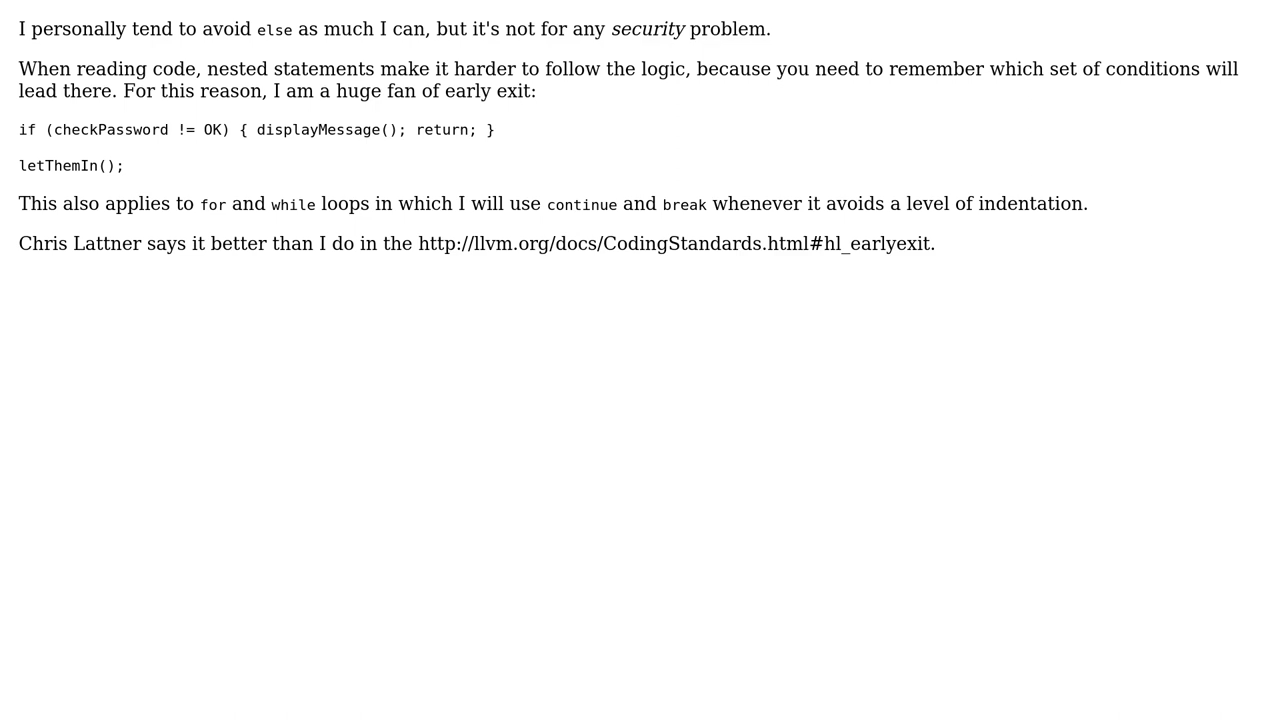 I personally tend to avoid else as much I can, but it's not for any security problem.
When reading code, nested statements make it harder to follow the logic, because you need to remember which set of conditions will
lead there. For this reason, I am a huge fan of early exit:
if (checkPassword != OK) { displayMessage(); return; }
letThemIn();
This also applies to for and while loops in which I will use continue and break whenever it avoids a level of indentation.
Chris Lattner says it better than I do in the http://llvm.org/docs/CodingStandards.html#hl_earlyexit.